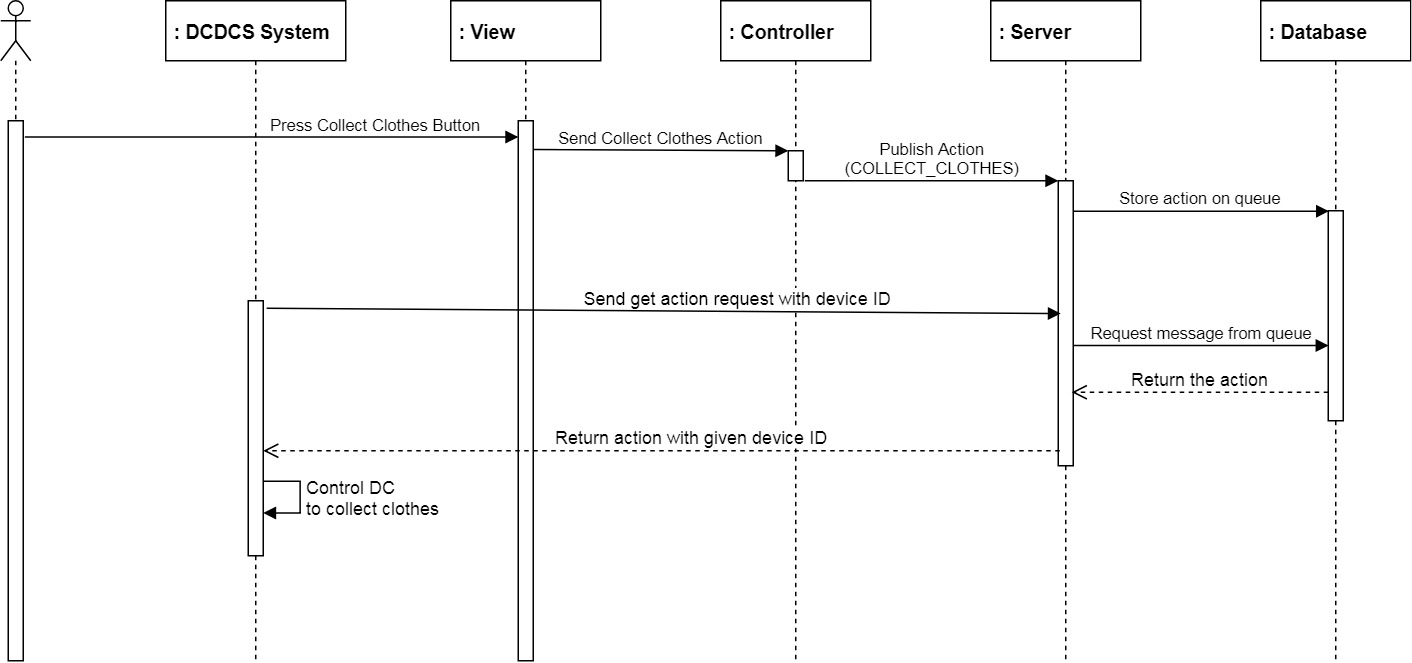 : DCDCS System
: View
: Controller
: Server
: Database
Press Collect Clothes Button
Send Collect Clothes Action
Publish Action
(COLLECT_CLOTHES)
Store action on queue
Send get action request with device ID
Request message from queue
Return the action
Return action with given device ID
Control DC
to collect clothes